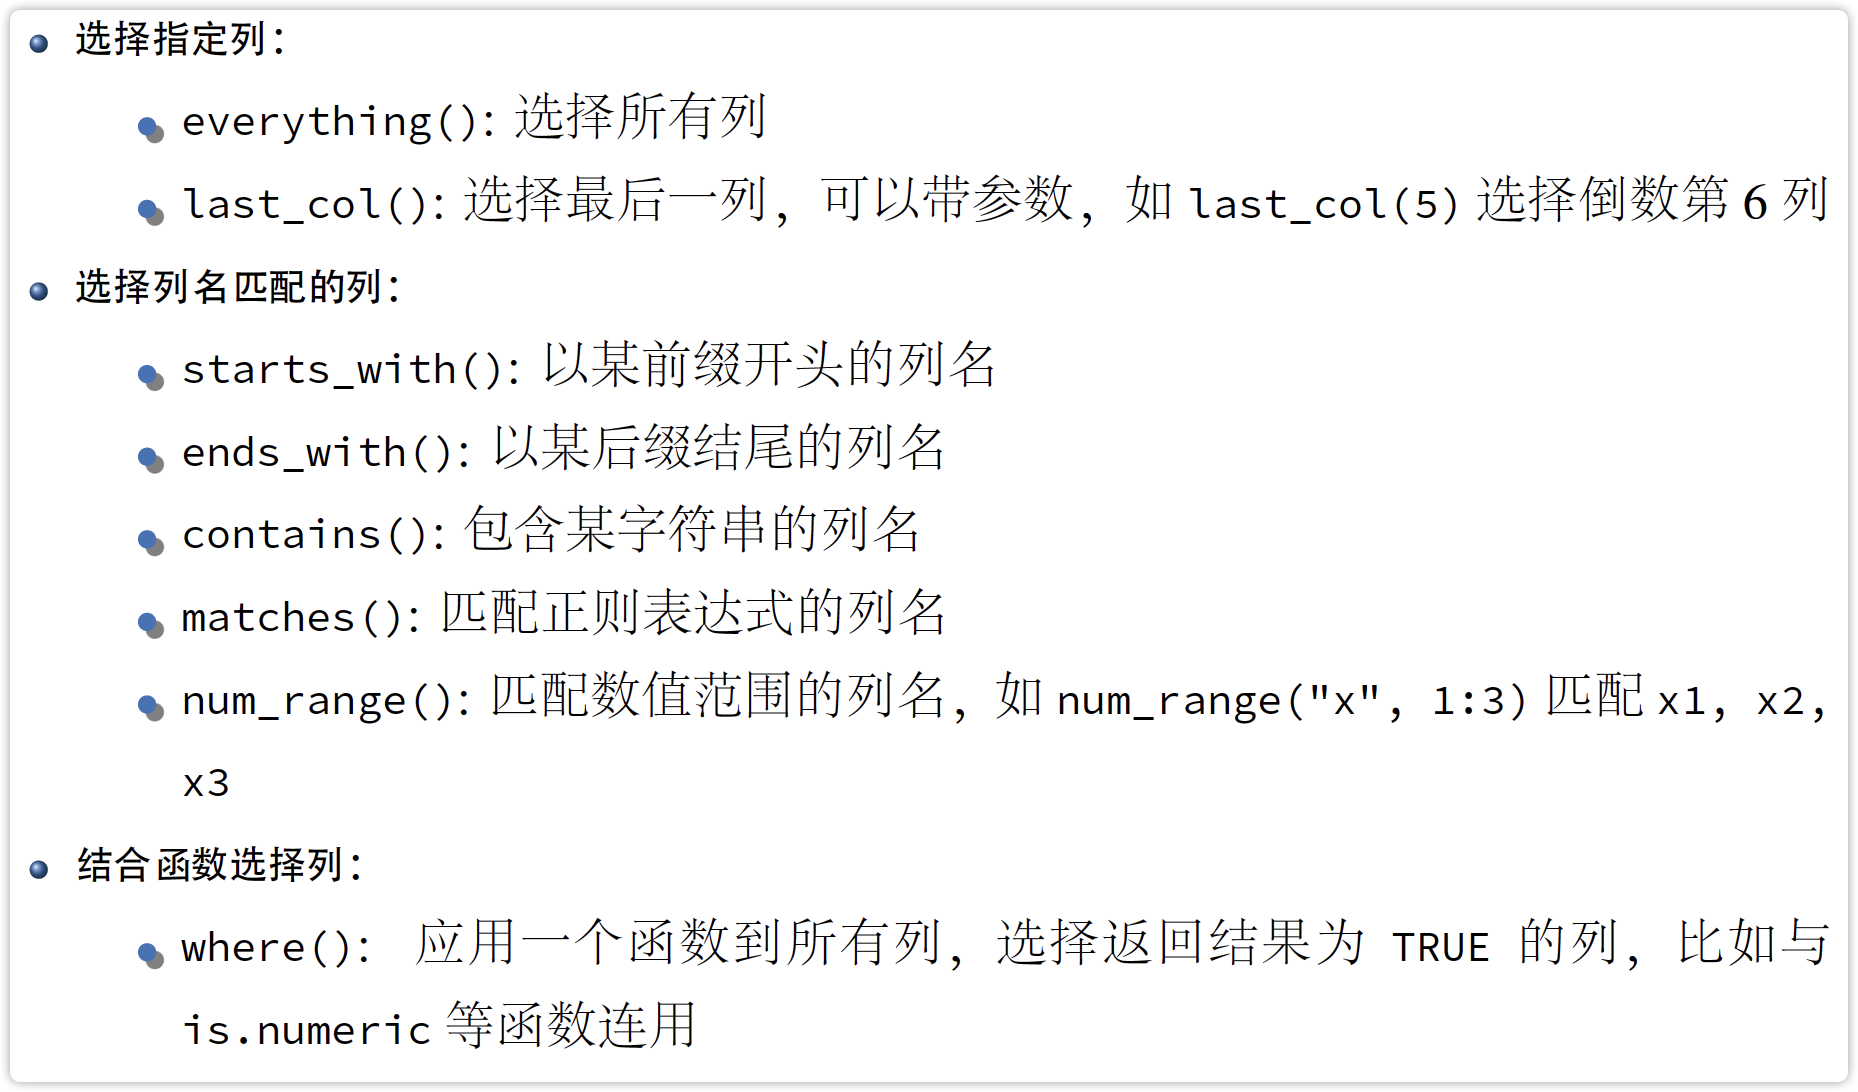 选择指定列：
everything(): 选择所有列
last_col(): 选择最后一列，可以带参数，如 last_col(5) 选择倒数第 6 列
选择列名匹配的列：
starts_with(): 以某前缀开头的列名
ends_with(): 以某后缀结尾的列名
contains(): 包含某字符串的列名
matches(): 匹配正则表达式的列名
num_range(): 匹配数值范围的列名，如 num_range("x", 1:3) 匹配 x1, x2,
x3
结合函数选择列：
where(): 应用一个函数到所有列，选择返回结果为 TRUE 的列，比如与
is.numeric 等函数连用